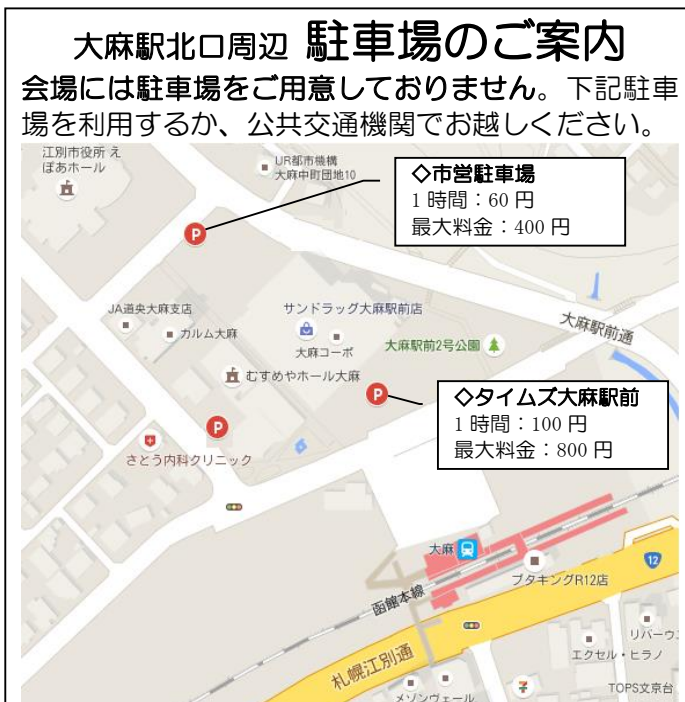 大麻駅北口周辺 駐車場のご案内
会場には駐車場をご用意しておりません。下記駐車
場を利用するか、公共交通機関でお越しください。
江別市役所 え
ぽあホール
UR都市機構
大麻中町団地10
◇市営駐車場
1 時間：60 円
最大料金：400 円
P
JA道央大麻支店
カルム大麻
サンドラッグ大麻駅前店
大麻コーポ
大麻駅前2号公園
大麻駅前通
むすめやホール大麻
P
◇タイムズ大麻駅前
1 時間：100 円
最大料金：800 円
P
さとう内科クリニック
大麻
函館本線
ブタキングR12店
12
札幌江別通
リバーウ
エクセル・ヒラノ
メゾンヴェール
7
TOPS文京台